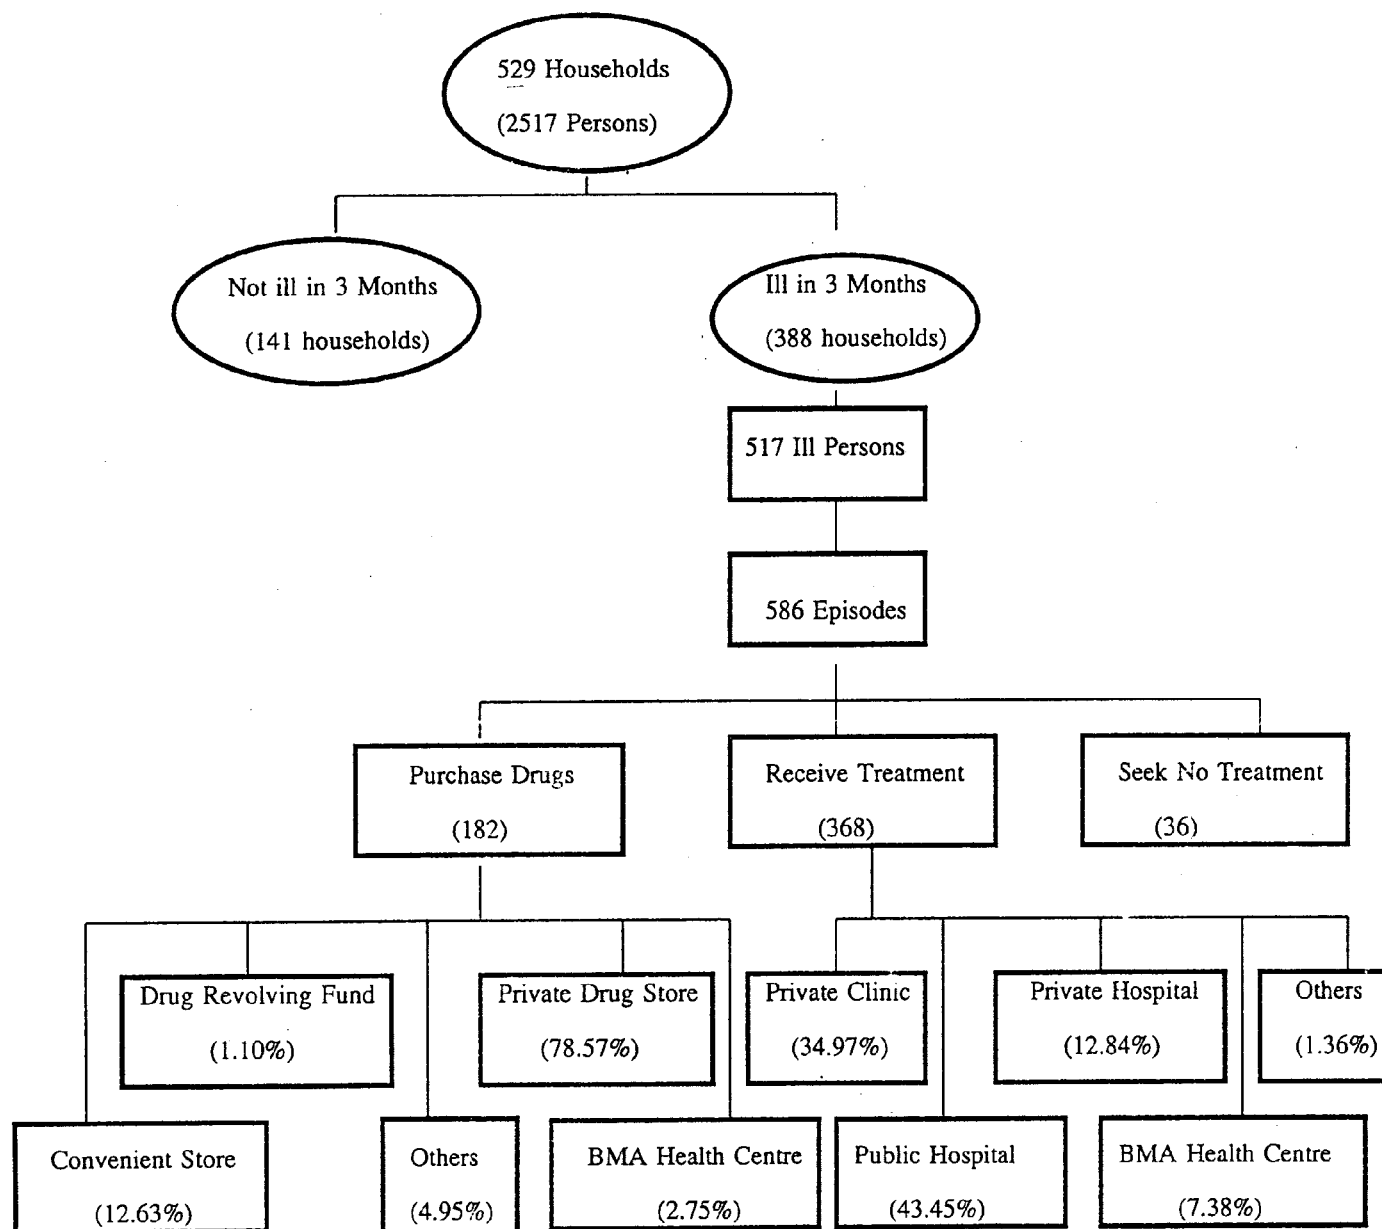 529 Households
(2517 Persons)
Not ill in 3 Months
(141 households)
Ill in 3 Months
(388 households)
517 Ill Persons
586 Episodes
Purchase Drugs
(182)
Receive Treatment
(368)
Seek No Treatment
(36)
Drug Revolving Fund
(1.10%)
Private Drug Store
(78.57%)
Private Clinic
(34.97%)
Private Hospital
(12.84%)
Others
(1.36%)
Convenient Store
(12.63%)
Others
(4.95%)
BMA Health Centre
(2.75%)
Public Hospital
(43.45%)
BMA Health Centre
(7.38%)